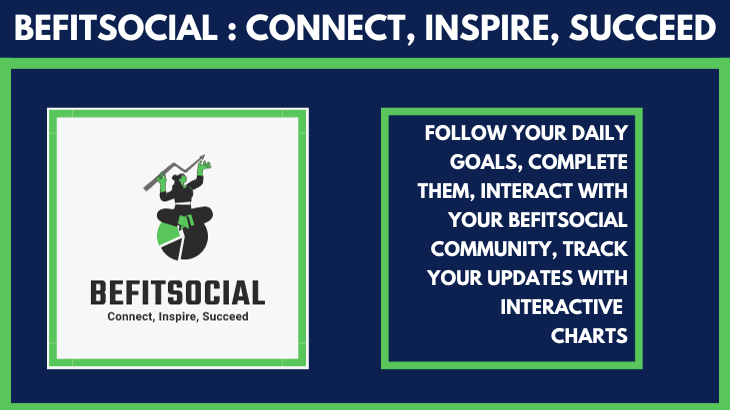 BEFITSOCIAL : CONNECT, INSPIRE, SUCCEED
BEFITSOCIAL
Connect, Inspire, Succeed
FOLLOW YOUR DAILY
GOALS, COMPLETE
THEM, INTERACT WITH
YOUR BEFITSOCIAL
COMMUNITY, TRACK
YOUR UPDATES WITH
INTERACTIVE
CHARTS